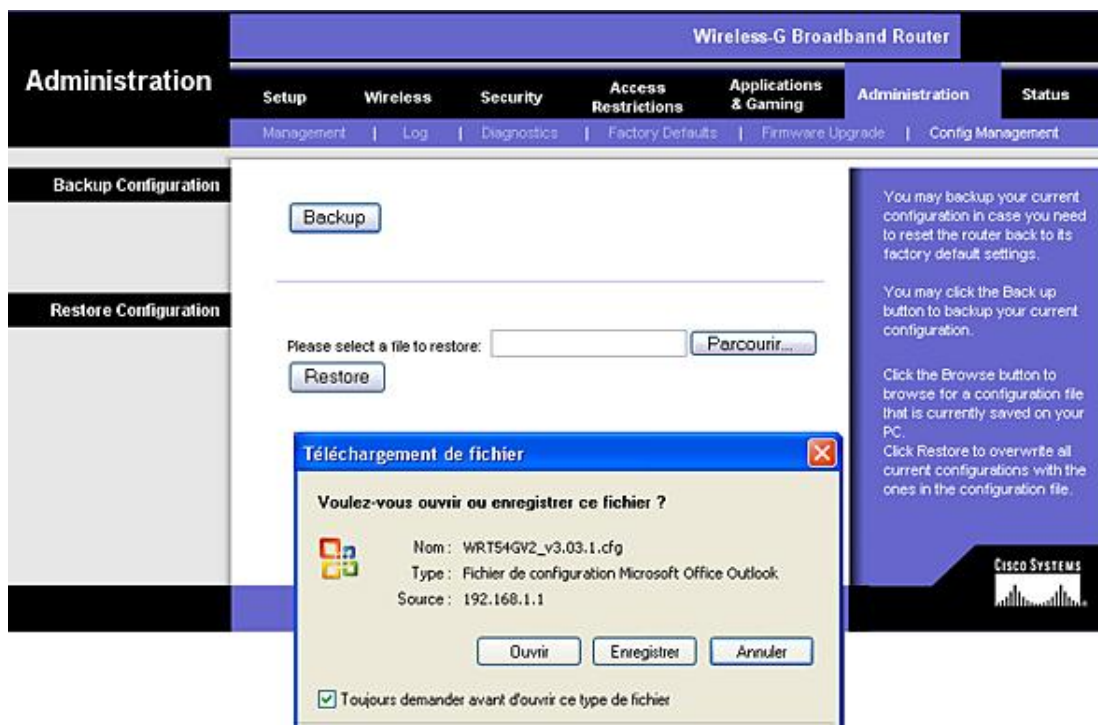 Wireless-G Broadband Router
Administration
Setup Wireless Security Access Restrictions Applications & Gaming Administration Status
Management | Log | Diagnostics | Factory Defaults | Firmware Upgrade | Config Management
Backup Configuration
Backup
Restore Configuration
Please select a file to restore:
Parcourir...
Restore
You may backup your current
configuration in case you need
to reset the router back to its
factory default settings.
You may click the Back up
button to backup your current
configuration.
Click the Browse button to
browse for a configuration file
that is currently saved on your
PC.
Click Restore to overwrite all
current configurations with the
ones in the configuration file.
CISCO SYSTEMS
Téléchargement de fichier
Voulez-vous ouvrir ou enregistrer ce fichier ?
Nom : WRT54GV2_v3.03.1.cfg
Type : Fichier de configuration Microsoft Office Outlook
Source : 192.168.1.1
Ouvrir Enregistrer Annuler
Toujours demander avant d'ouvrir ce type de fichier